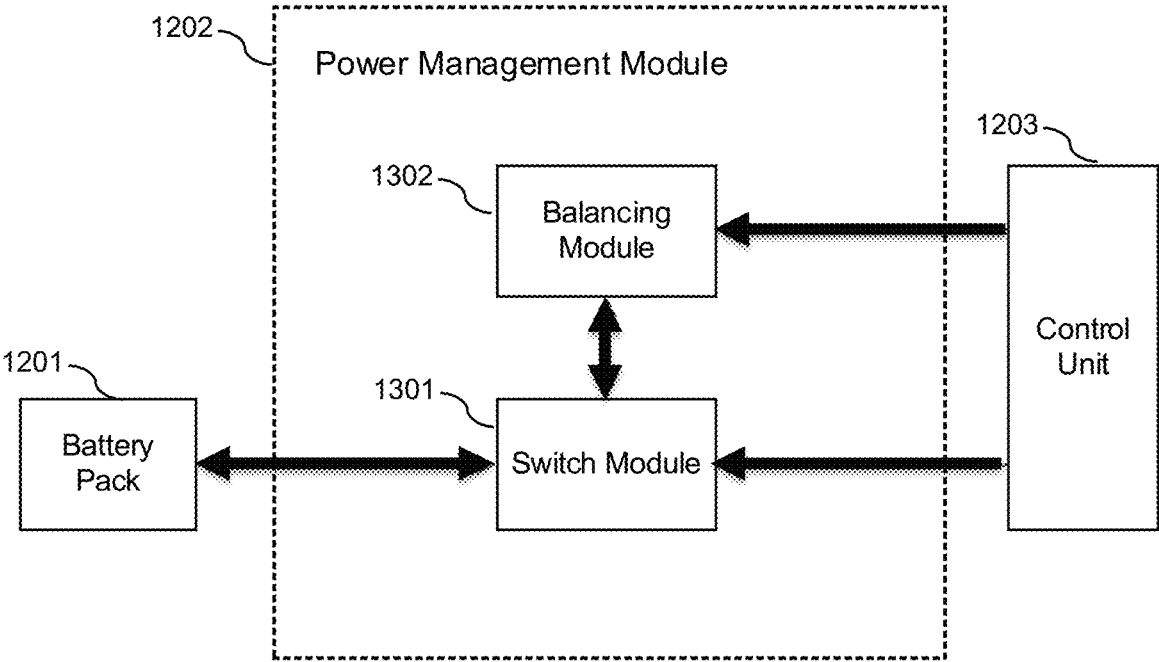 1202
Power Management Module
1203
1302
Balancing
Module
Control
Unit
1201
1301
Battery
Pack
Switch Module